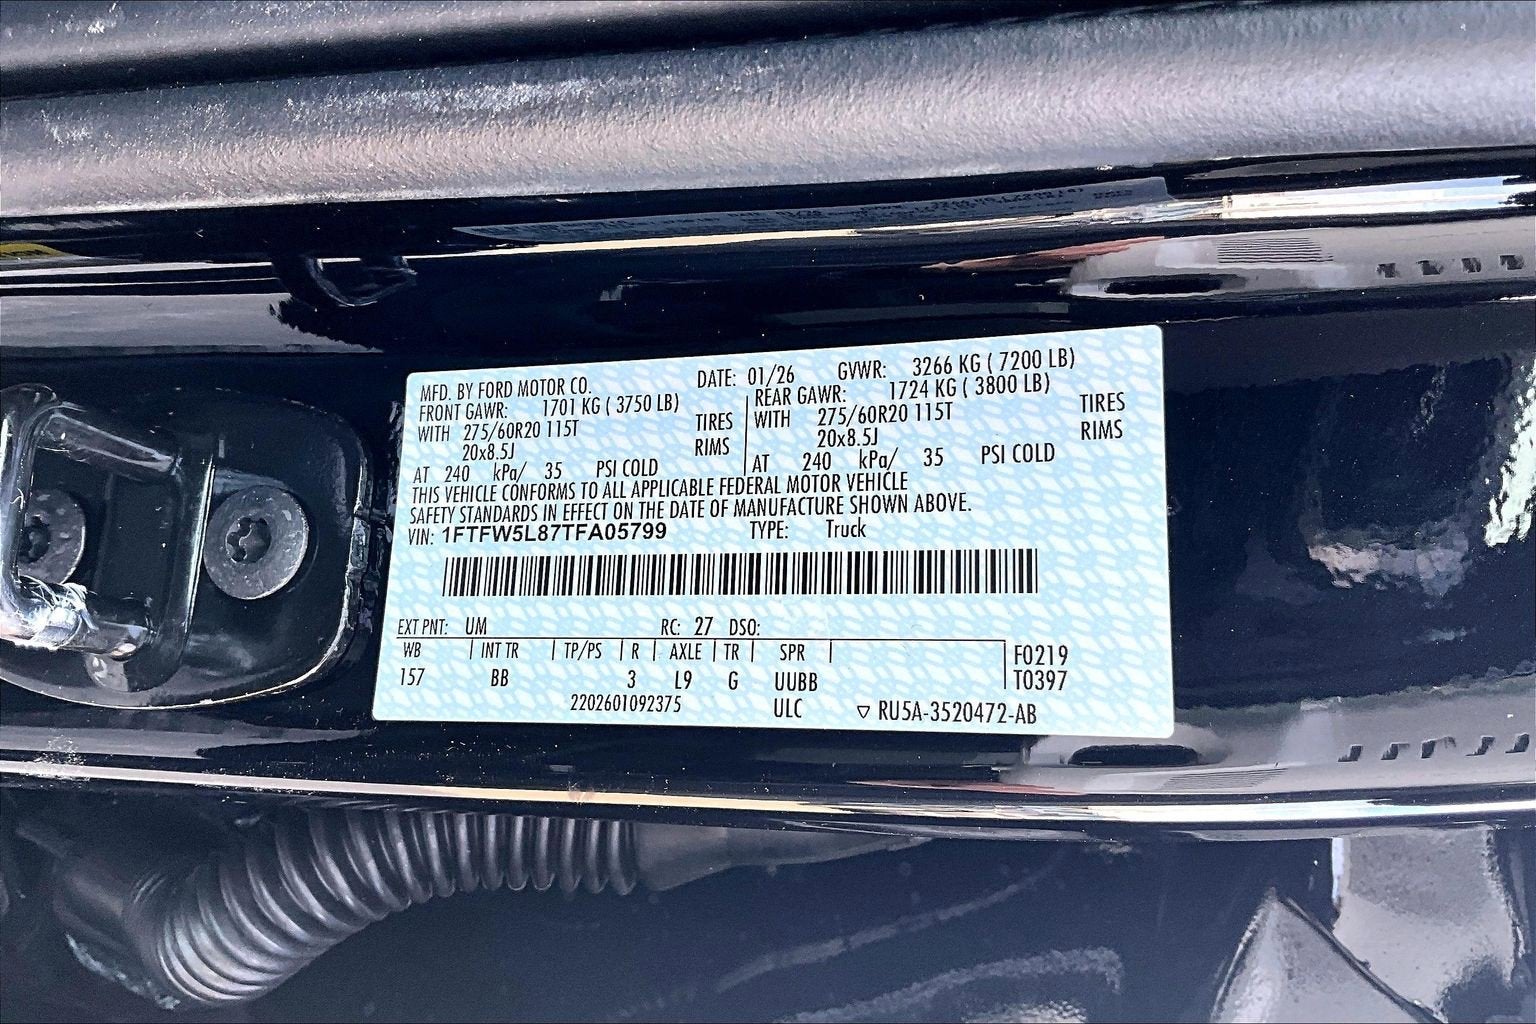 MFD. BY FORD MOTOR CO. DATE: 01/26 GVWR: 3266 KG ( 7200 LB)
FRONT GAWR: 1701 KG ( 3750 LB) REAR GAWR: 1724 KG ( 3800 LB)
WITH 275/60R20 115T TIRES WITH 275/60R20 115T TIRES
20x8.5J RIMS 20x8.5J RIMS
AT 240 kPa/ 35 PSI COLD AT 240 kPa/ 35 PSI COLD
THIS VEHICLE CONFORMS TO ALL APPLICABLE FEDERAL MOTOR VEHICLE
SAFETY STANDARDS IN EFFECT ON THE DATE OF MANUFACTURE SHOWN ABOVE.
VIN: 1FTFW5L87TFA05799 TYPE: Truck
EXT PNT: UM RC: 27 DSO:
WB INT TR TP/PS R AXLE TR SPR F0219
157 BB 3 L9 G UUBB T0397
2202601092375 ULC ▽ RU5A-3520472-AB